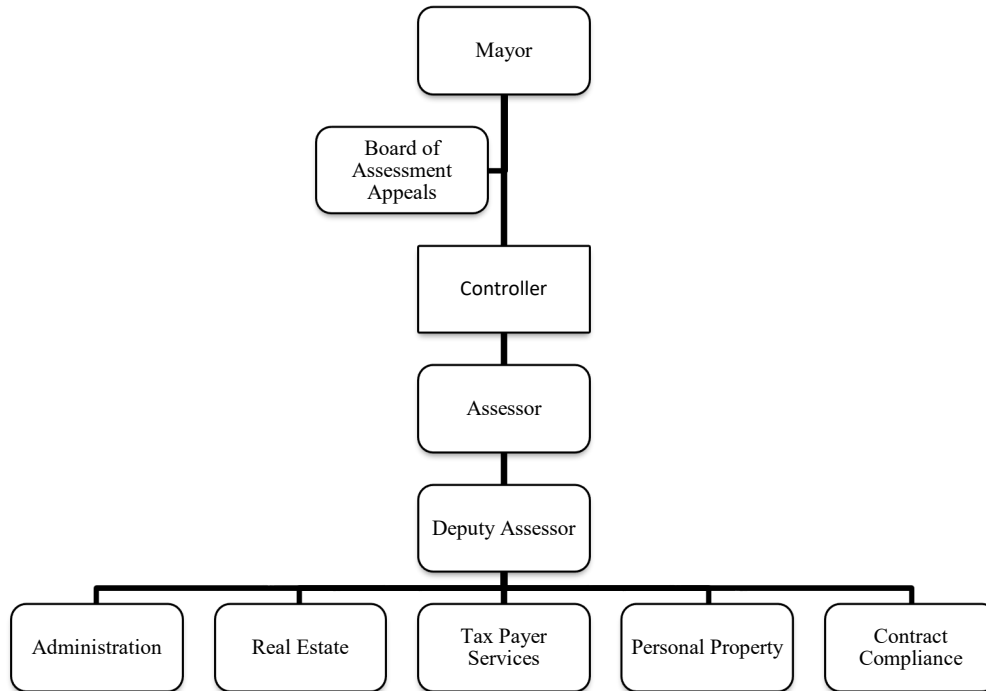 Mayor
Board of
Assessment
Appeals
Controller
Assessor
Deputy Assessor
Administration
Real Estate
Tax Payer
Services
Personal Property
Contract
Compliance